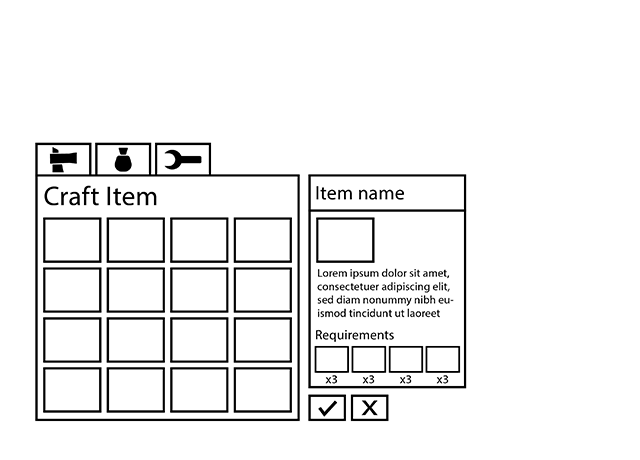 Craft Item
Item name
Lorem ipsum dolor sit amet,
consectetuer adipiscing elit,
sed diam nonummy nibh eu-
ismod tincidunt ut laoreet
Requirements
x3 x3 x3 x3